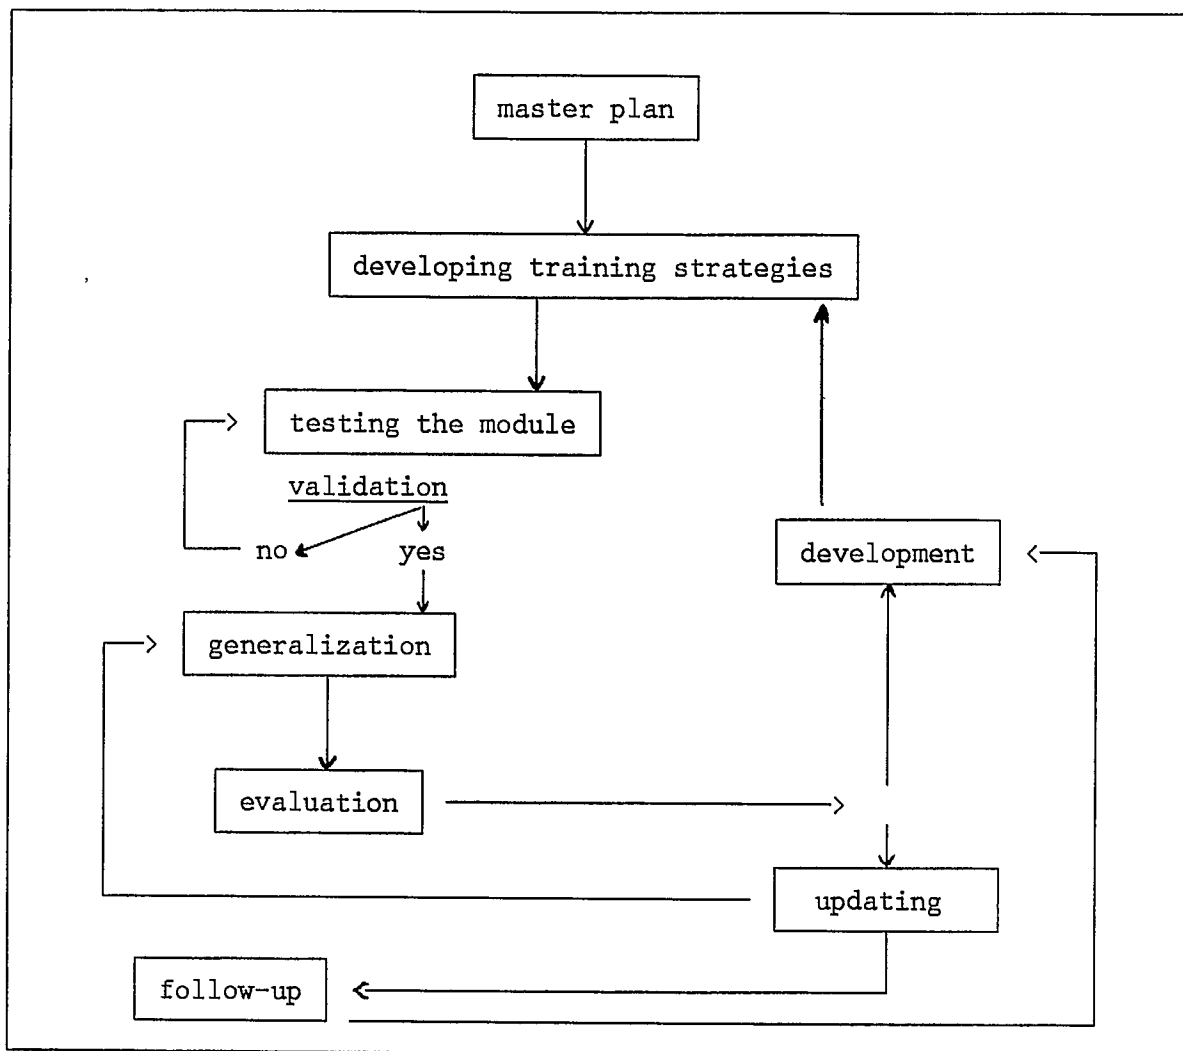 master plan
developing training strategies
testing the module
validation
no
yes
development
generalization
evaluation
updating
follow-up